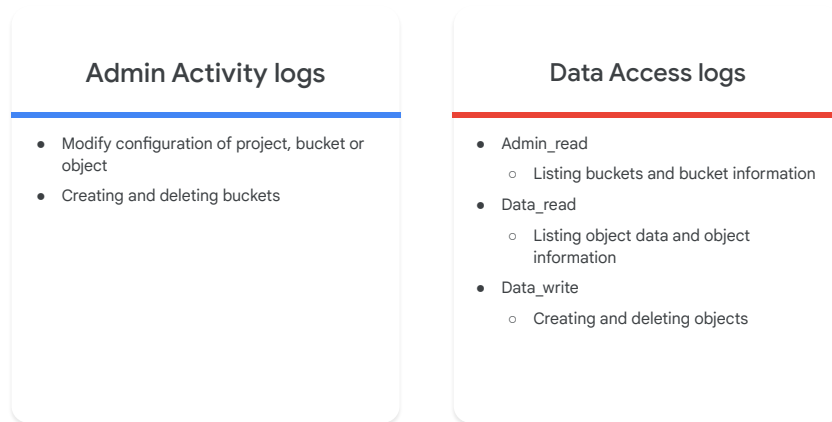 Admin Activity logs
● Modify configuration of project, bucket or
object
● Creating and deleting buckets
Data Access logs
● Admin_read
○ Listing buckets and bucket information
● Data_read
○ Listing object data and object
information
● Data_write
○ Creating and deleting objects